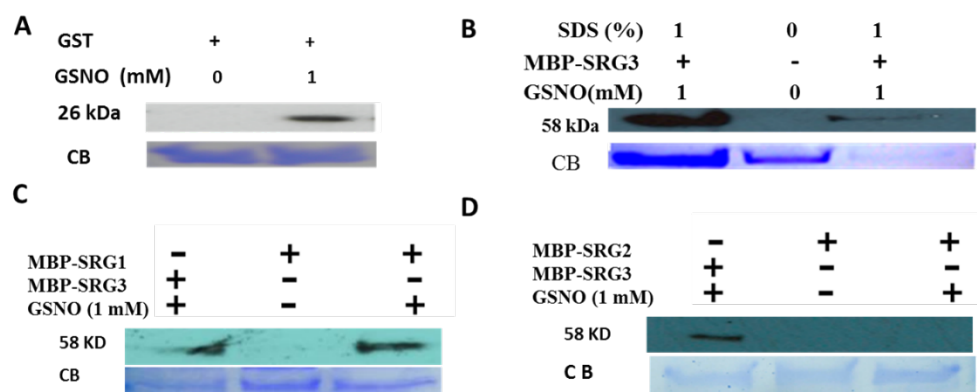 A
GST + +
GSNO (mM) 0 1
26 kDa
CB
B
SDS (%) 1 0 1
MBP-SRG3 + - +
GSNO(mM) 1 0 1
58 kDa
CB
C
MBP-SRG1 - + +
MBP-SRG3 + - -
GSNO (1 mM) + - +
58 KD
CB
D
MBP-SRG2 - + +
MBP-SRG3 + - -
GSNO (1 mM) + - +
58 KD
C B